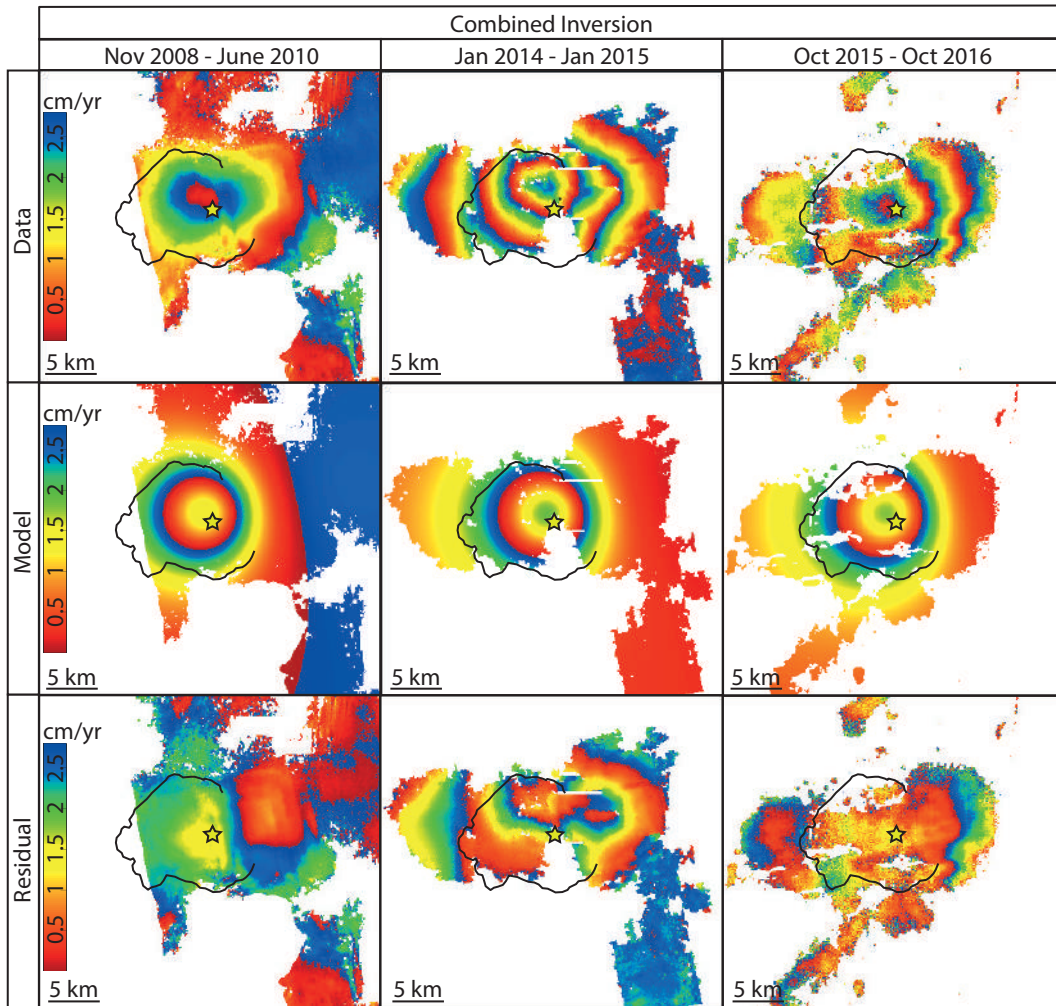 Combined Inversion
Nov 2008 - June 2010
Jan 2014 - Jan 2015
Oct 2015 - Oct 2016
Data
cm/yr
0.5 1 1.5 2 2.5
5 km
5 km
5 km
Model
cm/yr
0.5 1 1.5 2 2.5
5 km
5 km
5 km
Residual
cm/yr
0.5 1 1.5 2 2.5
5 km
5 km
5 km